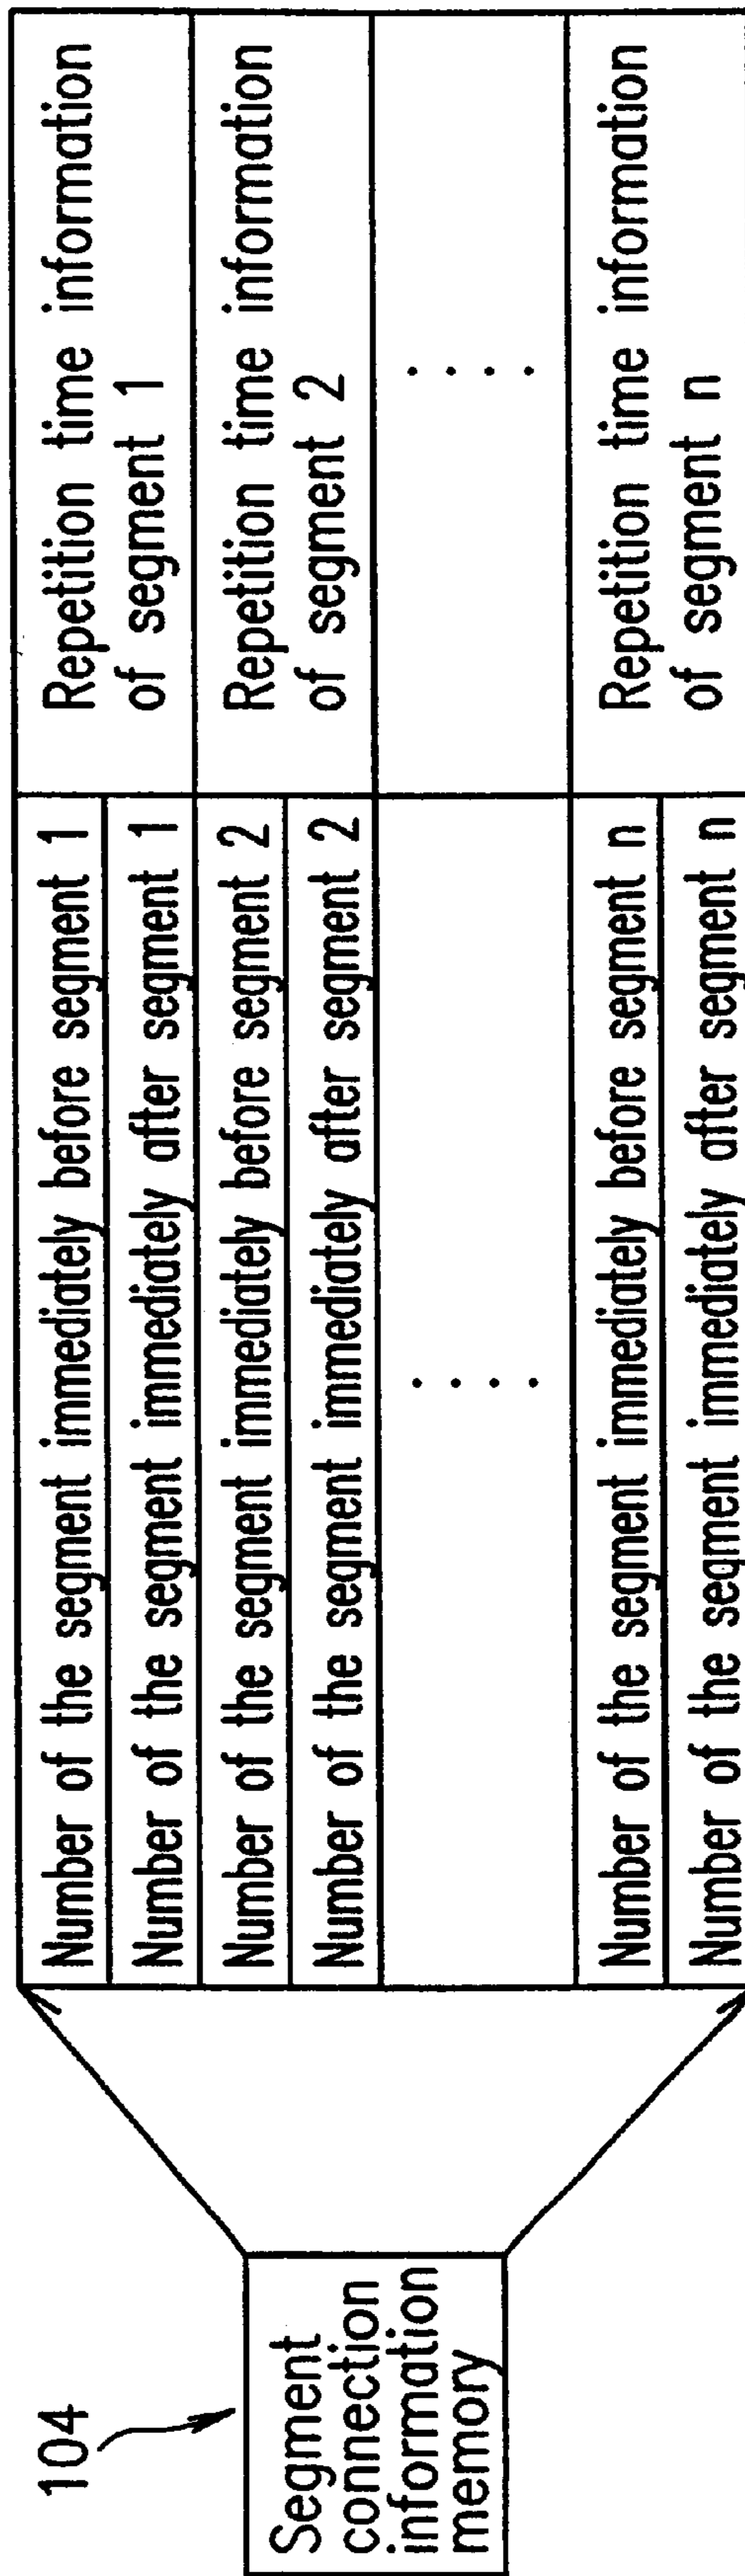 104
Segment
connection
information
memory
Number of the segment immediately before segment 1
Number of the segment immediately after segment 1
Repetition time information
of segment 1
Number of the segment immediately before segment 2
Number of the segment immediately after segment 2
Repetition time information
of segment 2
. . . .
. . . .
Number of the segment immediately before segment n
Number of the segment immediately after segment n
Repetition time information
of segment n